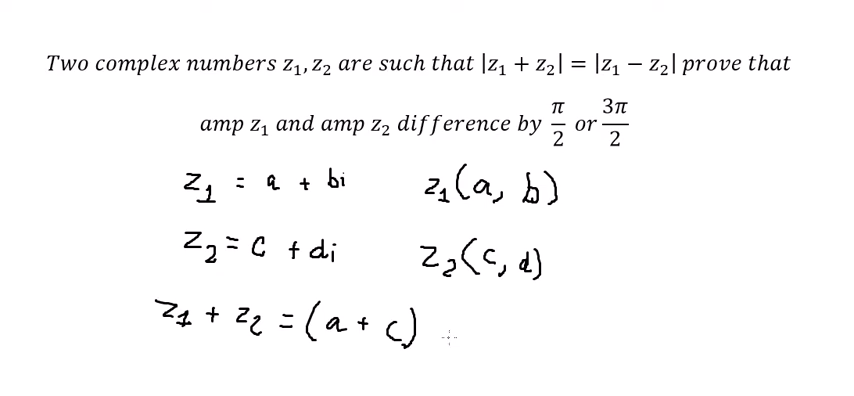 Two complex numbers z₁, z₂ are such that |z₁ + z₂| = |z₁ − z₂| prove that
amp z₁ and amp z₂ difference by π/2 or 3π/2
z₁ = a + bi z₁(a, b)
z₂ = c + di z₂(c, d)
z₁ + z₂ = (a + c)